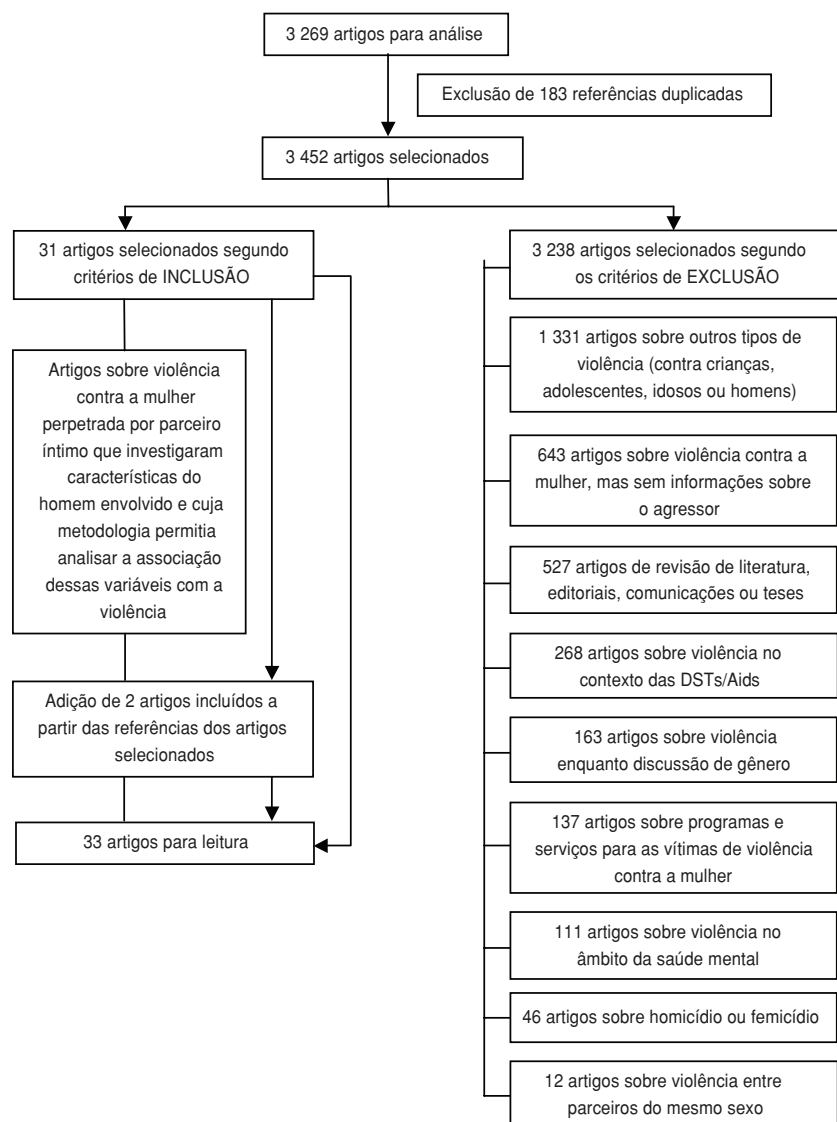 3 269 artigos para análise
Exclusão de 183 referências duplicadas
3 452 artigos selecionados
31 artigos selecionados segundo
critérios de INCLUSÃO
Artigos sobre violência
contra a mulher
perpetrada por parceiro
íntimo que investigaram
características do
homem envolvido e cuja
metodologia permitia
analisar a associação
dessas variáveis com a
violência
Adição de 2 artigos incluídos a
partir das referências dos artigos
selecionados
33 artigos para leitura
3 238 artigos selecionados segundo
os critérios de EXCLUSÃO
1 331 artigos sobre outros tipos de
violência (contra crianças,
adolescentes, idosos ou homens)
643 artigos sobre violência contra a
mulher, mas sem informações sobre
o agressor
527 artigos de revisão de literatura,
editoriais, comunicações ou teses
268 artigos sobre violência no
contexto das DSTs/Aids
163 artigos sobre violência
enquanto discussão de gênero
137 artigos sobre programas e
serviços para as vítimas de violência
contra a mulher
111 artigos sobre violência no
âmbito da saúde mental
46 artigos sobre homicídio ou femicídio
12 artigos sobre violência entre
parceiros do mesmo sexo